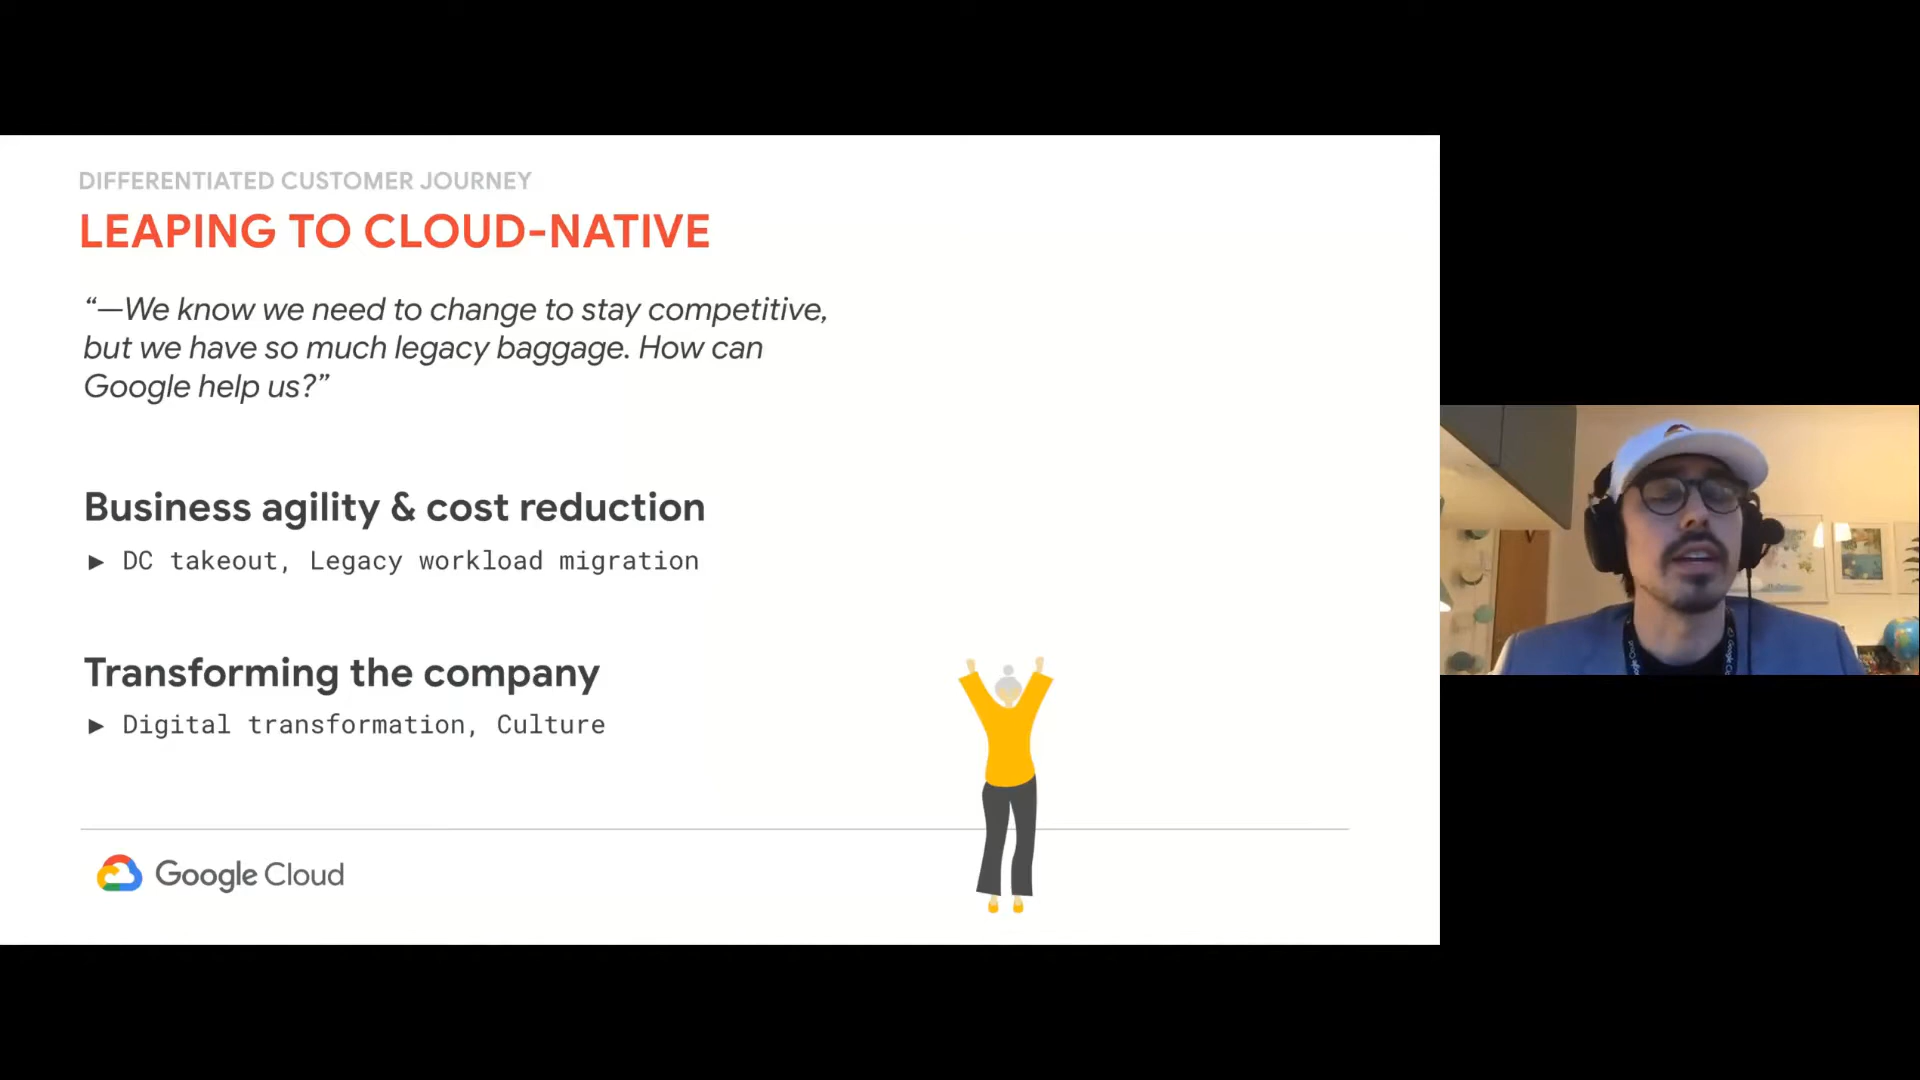 DIFFERENTIATED CUSTOMER JOURNEY
LEAPING TO CLOUD-NATIVE
“—We know we need to change to stay competitive,
but we have so much legacy baggage. How can
Google help us?”
Business agility & cost reduction
► DC takeout, Legacy workload migration
Transforming the company
► Digital transformation, Culture
Google Cloud